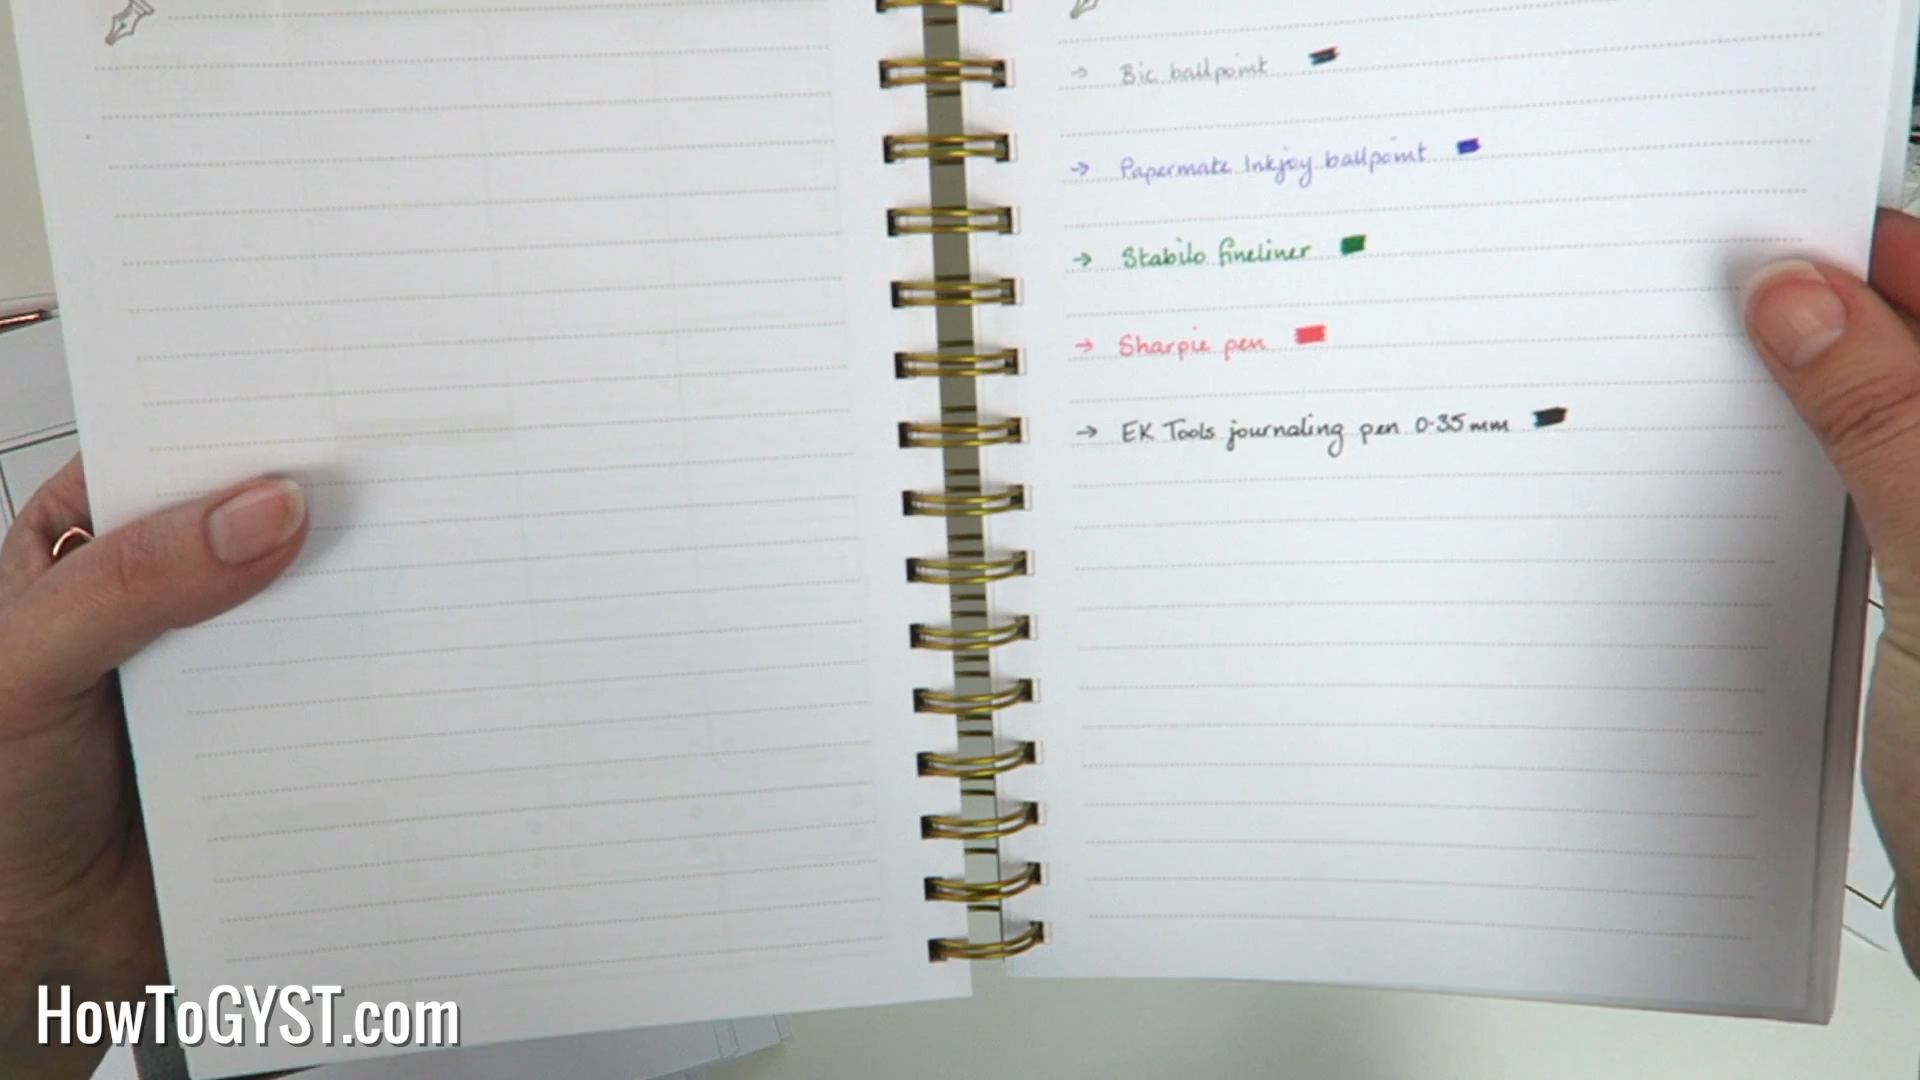 → Bic ballpoint
→ Papermate Inkjoy ballpoint
→ Stabilo fineliner
→ Sharpie pen
→ EK Tools journaling pen 0.35mm
HowToGYST.com